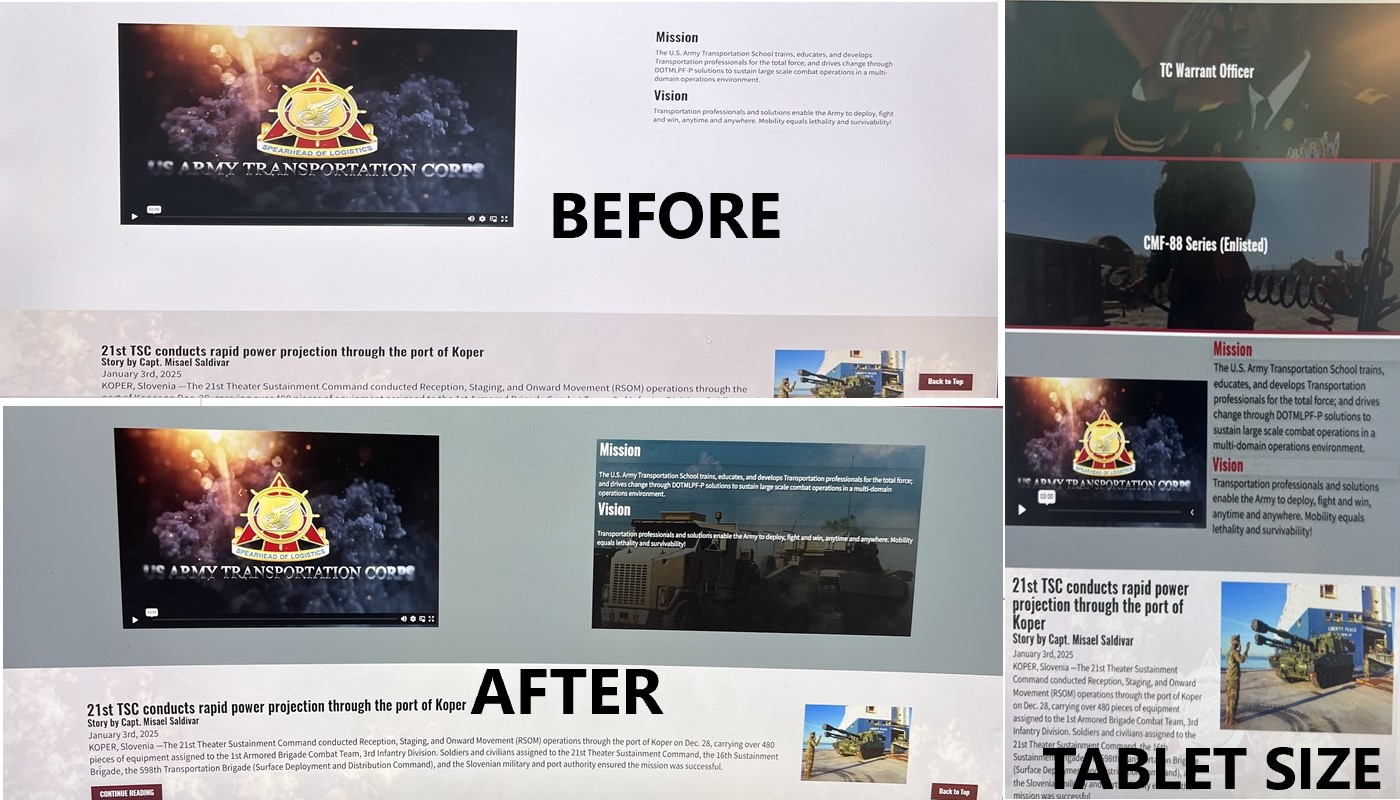 Mission
The U.S. Army Transportation School trains, educates, and develops
Transportation professionals for the total force; and drives change through
DOTMLPF-P solutions to sustain large scale combat operations in a multi-
domain operations environment.
Vision
Transportation professionals and solutions enable the Army to deploy, fight
and win, anytime and anywhere. Mobility equals lethality and survivability!
SPEARHEAD OF LOGISTICS
US ARMY TRANSPORTATION CORPS
BEFORE
21st TSC conducts rapid power projection through the port of Koper
Story by Capt. Misael Saldivar
January 3rd, 2025
KOPER, Slovenia —The 21st Theater Sustainment Command conducted Reception, Staging, and Onward Movement (RSOM) operations through the
Back to Top
SPEARHEAD OF LOGISTICS
US ARMY TRANSPORTATION CORPS
Mission
The U.S. Army Transportation School trains, educates, and develops Transportation professionals for the total force;
and drives change through DOTMLPF-P solutions to sustain large scale combat operations in a multi-domain
operations environment.
Vision
Transportation professionals and solutions enable the Army to deploy, fight and win, anytime and anywhere. Mobility
equals lethality and survivability!
AFTER
21st TSC conducts rapid power projection through the port of Koper
Story by Capt. Misael Saldivar
January 3rd, 2025
KOPER, Slovenia —The 21st Theater Sustainment Command conducted Reception, Staging, and Onward Movement (RSOM) operations through the port of Koper on Dec. 28, carrying over 480
pieces of equipment assigned to the 1st Armored Brigade Combat Team, 3rd Infantry Division. Soldiers and civilians assigned to the 21st Theater Sustainment Command, the 16th Sustainment
Brigade, the 598th Transportation Brigade (Surface Deployment and Distribution Command), and the Slovenian military and port authority ensured the mission was successful.
CONTINUE READING
Back to Top
TC Warrant Officer
CMF-88 Series (Enlisted)
Mission
The U.S. Army Transportation School trains,
educates, and develops Transportation
professionals for the total force; and drives
change through DOTMLPF-P solutions to
sustain large scale combat operations in a
multi-domain operations environment.
Vision
Transportation professionals and solutions
enable the Army to deploy, fight and win,
anytime and anywhere. Mobility equals
lethality and survivability!
SPEARHEAD OF LOGISTICS
ARMY TRANSPORTATION CORPS
03:00
21st TSC conducts rapid power
projection through the port of
Koper
Story by Capt. Misael Saldivar
January 3rd, 2025
KOPER, Slovenia —The 21st Theater Sustainment
Command conducted Reception, Staging, and Onward
Movement (RSOM) operations through the port of Koper
on Dec. 28, carrying over 480 pieces of equipment
assigned to the 1st Armored Brigade Combat Team, 3rd
Infantry Division. Soldiers and civilians assigned to the
21st Theater Sustainment Command, the 16th
mission was successful.
LIBERTY PEACE
TABLET SIZE